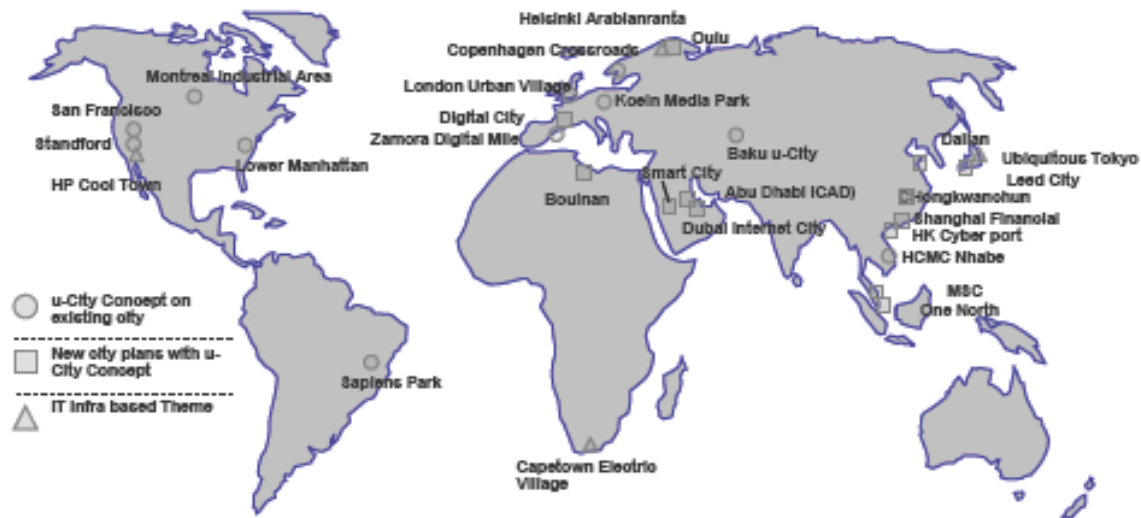 Helsinki Arabianranta
Oulu
Copenhagen Crossroads
Montreal Industrial Area
London Urban Village
Koeln Media Park
San Francisco
Digital City
Standford
Zamora Digital Mile
Baku u-City
Dalian
Ubiquitous Tokyo
Lower Manhattan
Smart City
Leed City
HP Cool Town
Bouinan
Abu Dhabi ICAD)
Chongkwanchun
Dubai Internet City
Shanghai Financial
HK Cyber port
HCMC Nhabe
MSC
One North
u-City Concept on
existing city
New city plans with u-
City Concept
Sapiens Park
IT Infra based Theme
Capetown Electric
Village